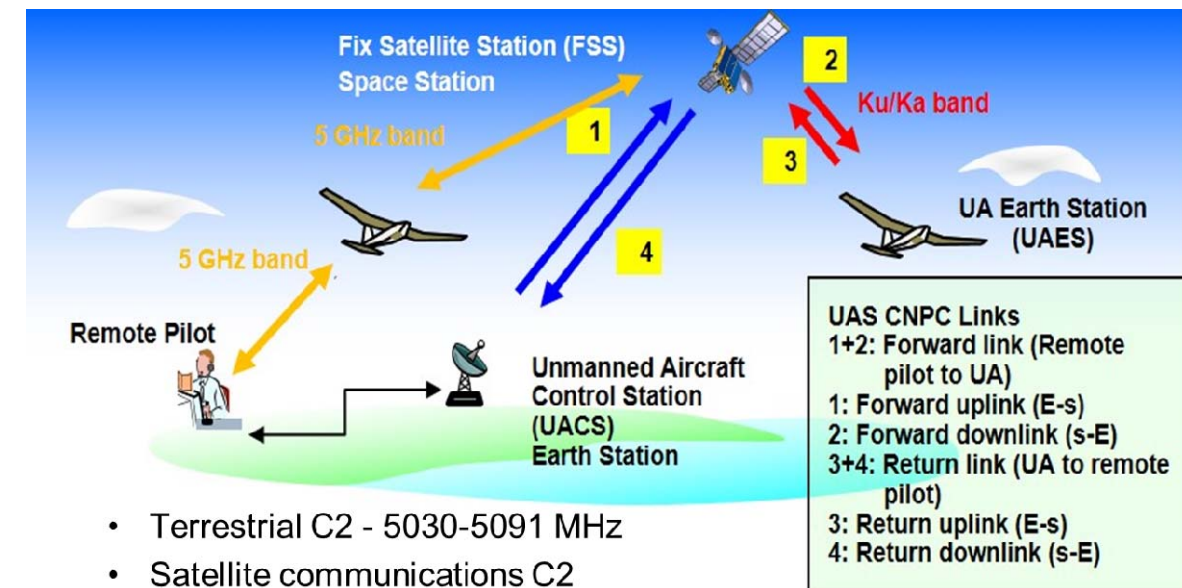 Fix Satellite Station (FSS)
Space Station
2
Ku/Ka band
5 GHz band
1
3
UA Earth Station
(UAES)
4
5 GHz band
Remote Pilot
Unmanned Aircraft
Control Station
(UACS)
Earth Station
UAS CNPC Links
1+2: Forward link (Remote
pilot to UA)
1: Forward uplink (E-s)
2: Forward downlink (s-E)
3+4: Return link (UA to remote
pilot)
3: Return uplink (E-s)
4: Return downlink (s-E)
• Terrestrial C2 - 5030-5091 MHz
• Satellite communications C2